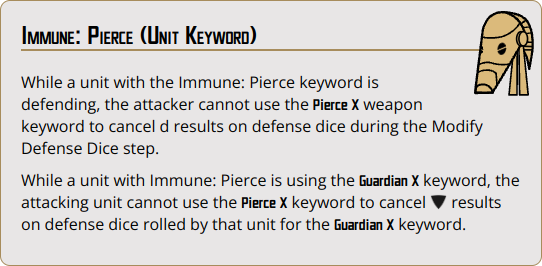 Immune: Pierce (Unit Keyword)
While a unit with the Immune: Pierce keyword is
defending, the attacker cannot use the Pierce X weapon
keyword to cancel d results on defense dice during the Modify
Defense Dice step.
While a unit with Immune: Pierce is using the Guardian X keyword, the
attacking unit cannot use the Pierce X keyword to cancel results
on defense dice rolled by that unit for the Guardian X keyword.